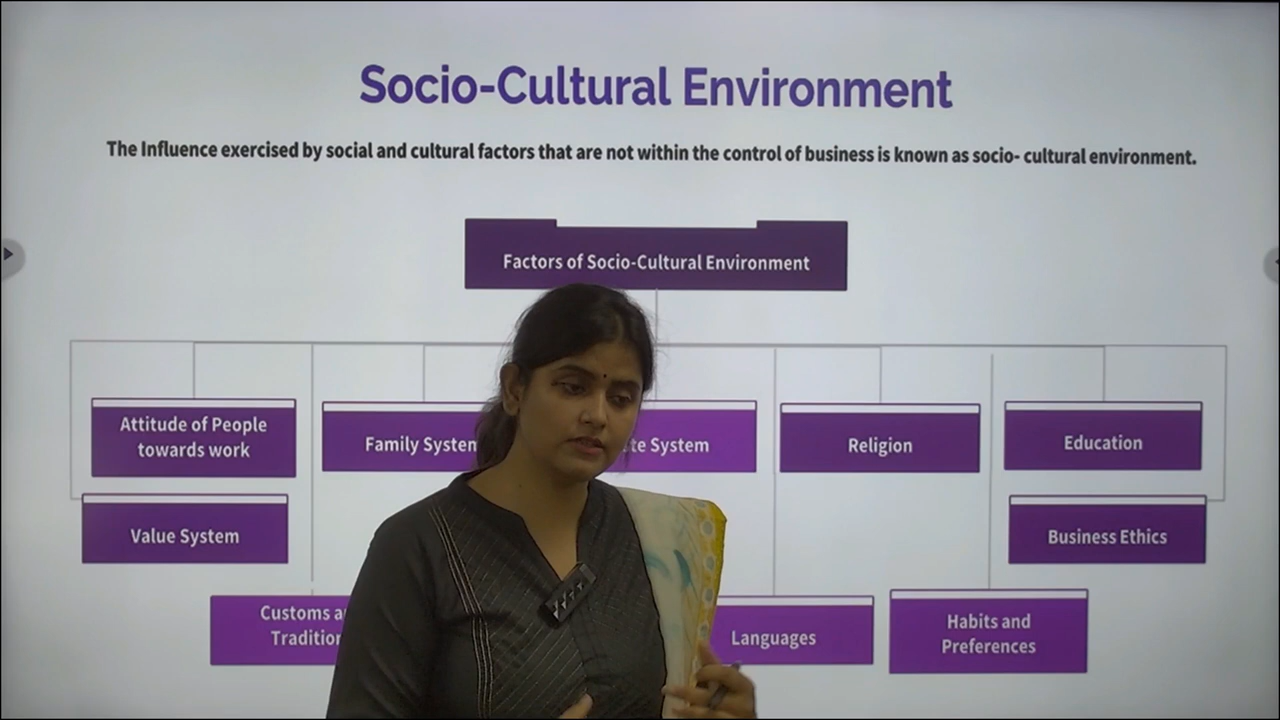 Socio-Cultural Environment
The Influence exercised by social and cultural factors that are not within the control of business is known as socio- cultural environment.
Factors of Socio-Cultural Environment
Attitude of People
towards work
Family System
System
Religion
Education
Value System
Business Ethics
Customs
Languages
Habits and
Preferences